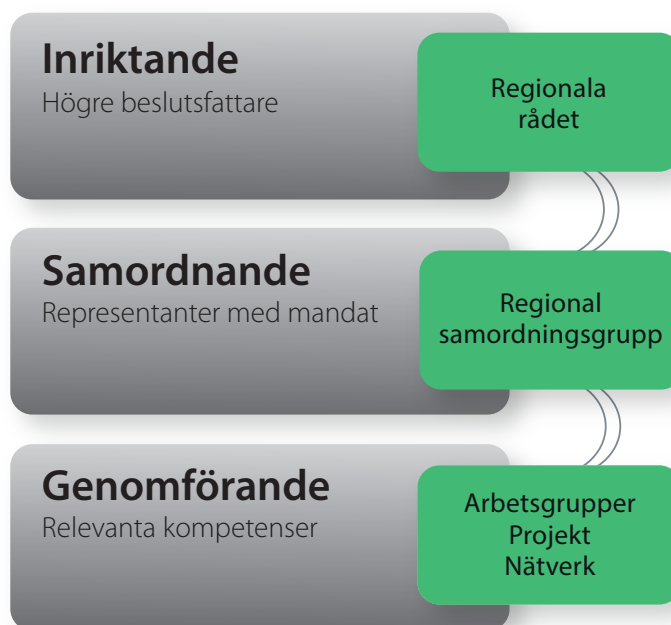 Inriktande
Högre beslutsfattare
Regionala
rådet
Samordnande
Representanter med mandat
Regional
samordningsgrupp
Genomförande
Relevanta kompetenser
Arbetsgrupper
Projekt
Nätverk